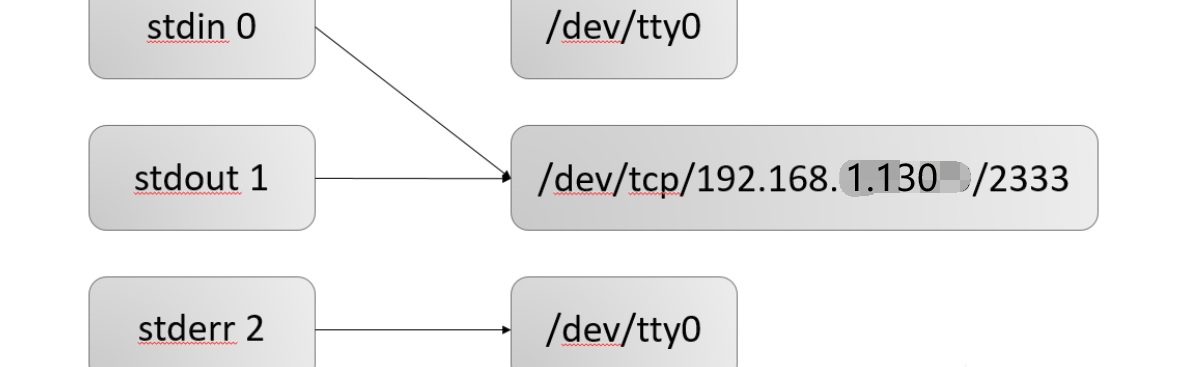 stdin 0
/dev/tty0
stdout 1
/dev/tcp/192.168.1.130/2333
stderr 2
/dev/tty0